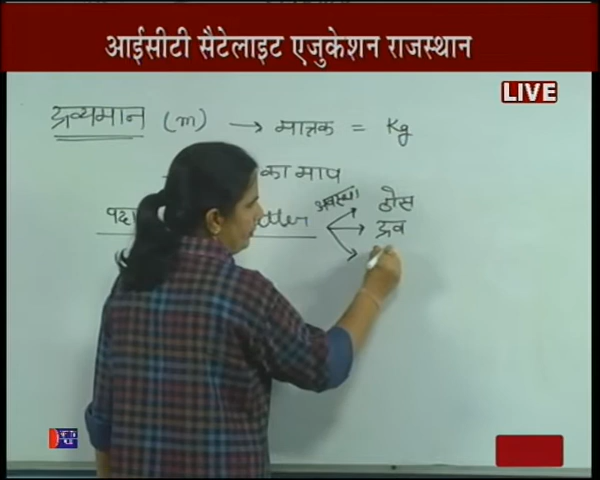 आईसीटी सैटेलाइट एजुकेशन राजस्थान
LIVE
द्रव्यमान (m) → मात्रक = Kg
का माप
अवस्था
ठोस
द्रव